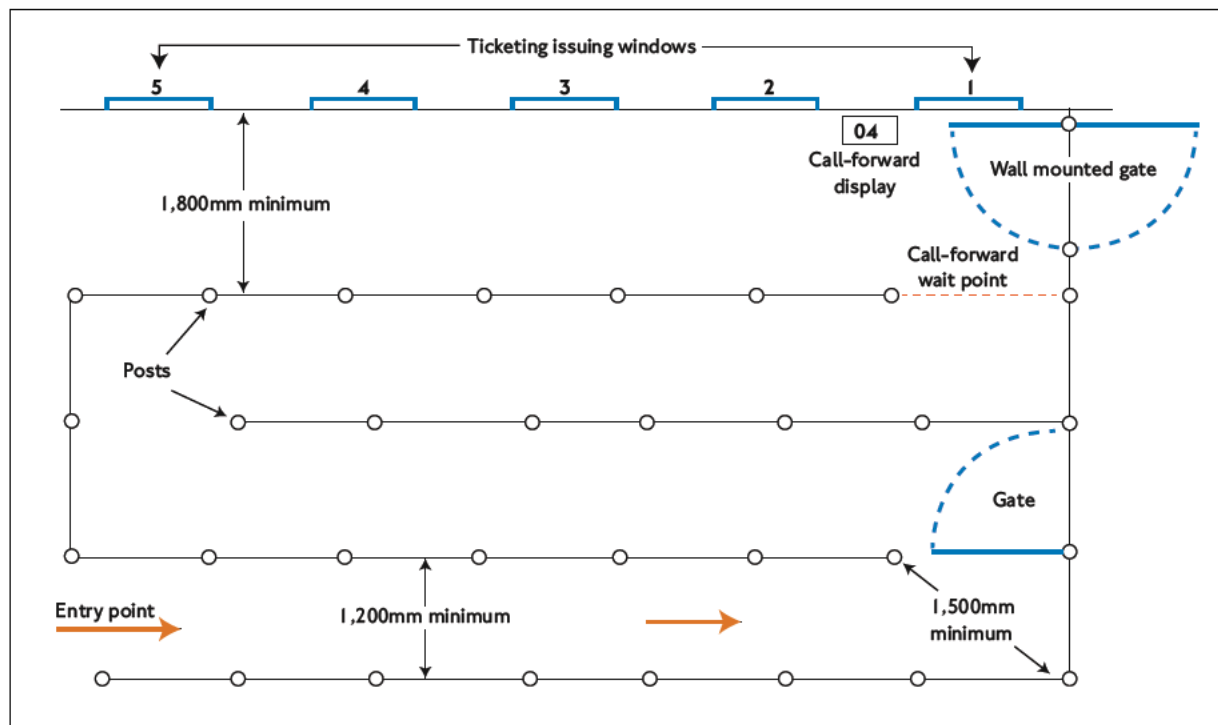 Ticketing issuing windows
5 4 3 2 1
04
Call-forward
display
Wall mounted gate
1,800mm minimum
Call-forward
wait point
Posts
Gate
Entry point
1,200mm minimum
1,500mm
minimum